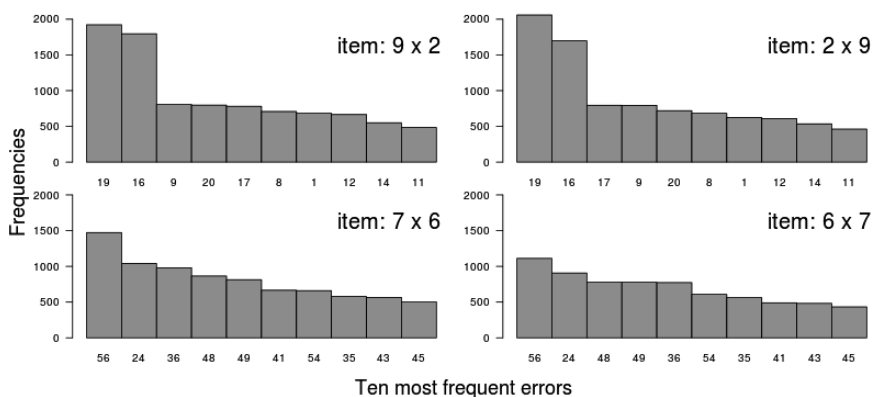 item: 9 x 2
2000
1500
1000
500
0
19 16 9 20 17 8 1 12 14 11
item: 2 x 9
2000
1500
1000
500
0
19 16 17 9 20 8 1 12 14 11
item: 7 x 6
2000
1500
1000
500
0
56 24 36 48 49 41 54 35 43 45
item: 6 x 7
2000
1500
1000
500
0
56 24 48 49 36 54 35 41 43 45
Frequencies
Ten most frequent errors